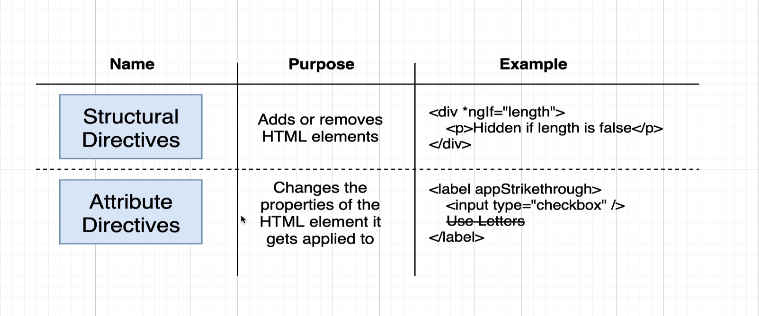 Name
Purpose
Example
Structural
Directives
Adds or removes
HTML elements
<div *ngIf="length">
<p>Hidden if length is false</p>
</div>
Attribute
Directives
Changes the
properties of the
HTML element it
gets applied to
<label appStrikethrough>
<input type="checkbox" />
Use Letters
</label>